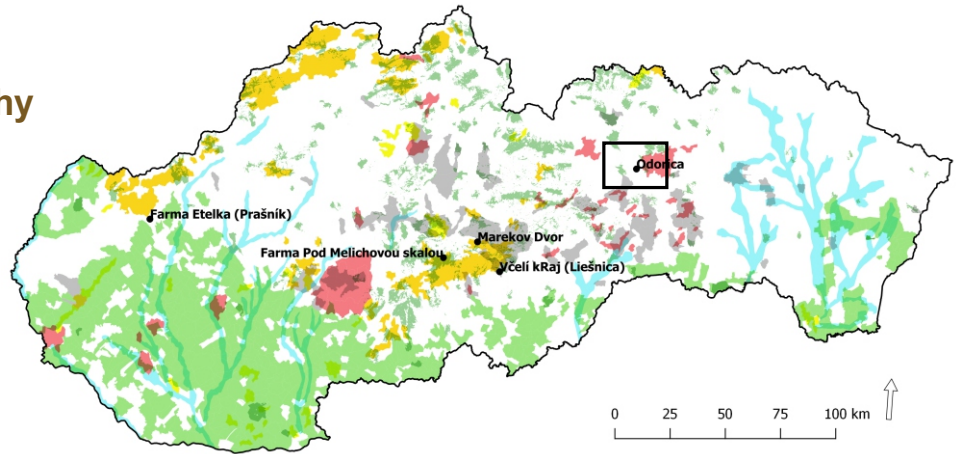 ny
Odorica
Farma Etelka (Prašník)
Marekov Dvor
Farma Pod Melichovou skalou
Včelí kRaj (Liešnica)
0 25 50 75 100 km